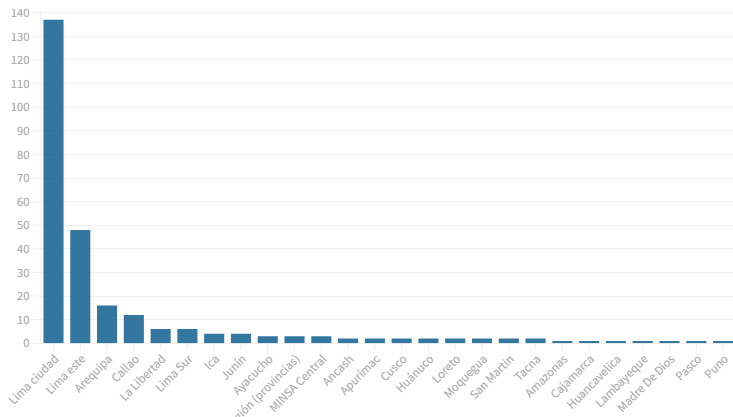 140
130
120
110
100
90
80
70
60
50
40
30
20
10
0
Lima ciudad
Lima este
Arequipa
Callao
La Libertad
Lima Sur
Ica
Junín
Ayacucho
(provincias)
MINSA Central
Ancash
Apurímac
Cusco
Huánuco
Loreto
Moquegua
San Martin
Tacna
Amazonas
Cajamarca
Huancavelica
Lambayeque
Madre De Dios
Pasco
Puno